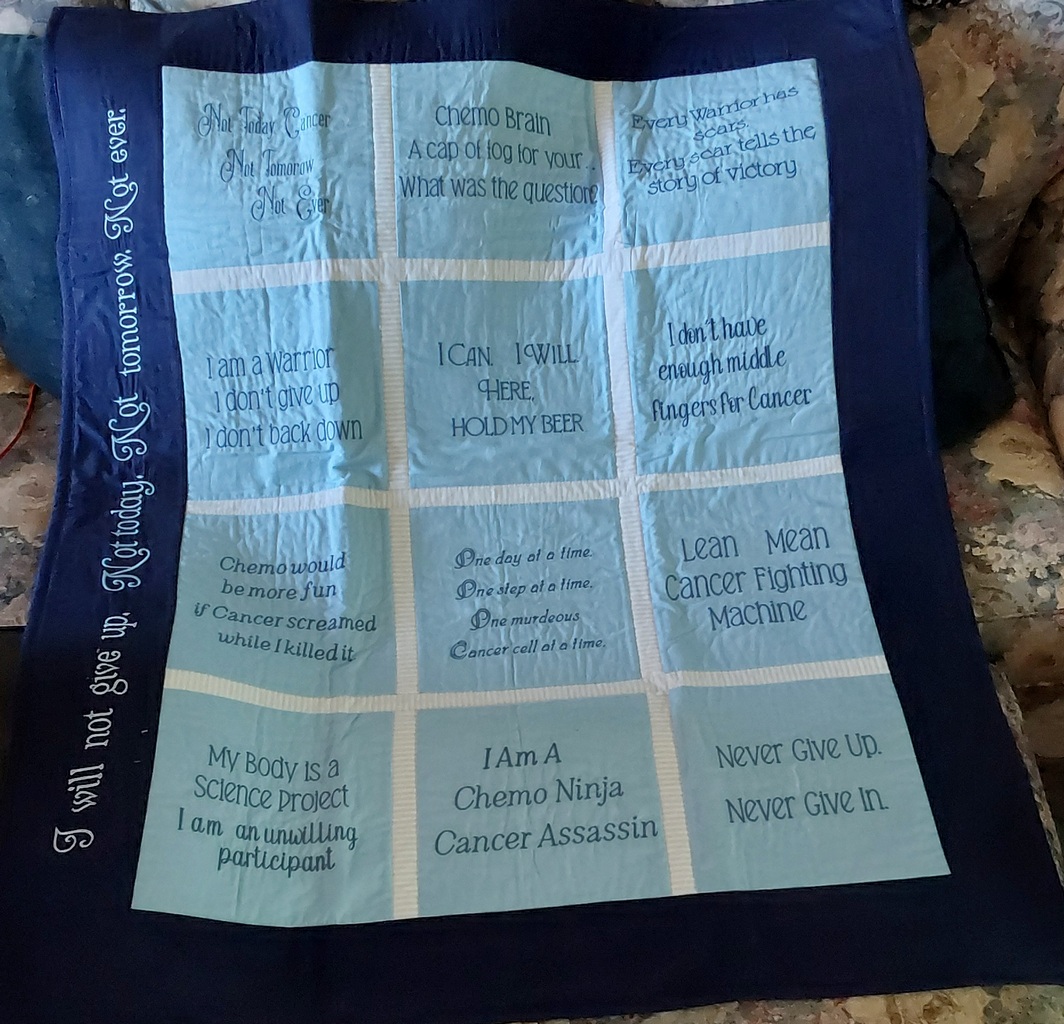 I will not give up. Not today. Not tomorrow. Not ever.
Not Today Cancer
Not Tomorow
Not Ever
Chemo Brain
A cap of fog for your ..
What was the question?
Every Warrior has
scars.
Every scar tells the
story of victory
I am a Warrior
I don't give up
I don't back down
I CAN. I WILL.
HERE,
HOLD MY BEER
I don't have
enough middle
fingers for Cancer
Chemo would
be more fun
if Cancer screamed
while I killed it
One day at a time.
One step at a time.
One murdeous
Cancer cell at a time.
Lean Mean
Cancer Fighting
Machine
My Body is a
Science Project
I am an unwilling
participant
I Am A
Chemo Ninja
Cancer Assassin
Never Give Up.
Never Give In.